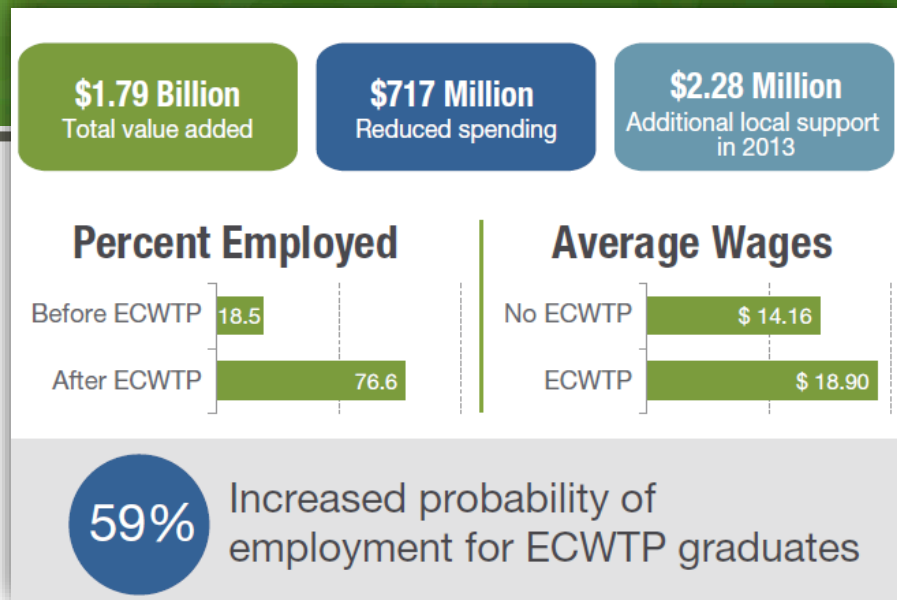 $1.79 Billion
Total value added
$717 Million
Reduced spending
$2.28 Million
Additional local support
in 2013
Percent Employed
Before ECWTP 18.5
After ECWTP 76.6
Average Wages
No ECWTP $ 14.16
ECWTP $ 18.90
59%
Increased probability of
employment for ECWTP graduates